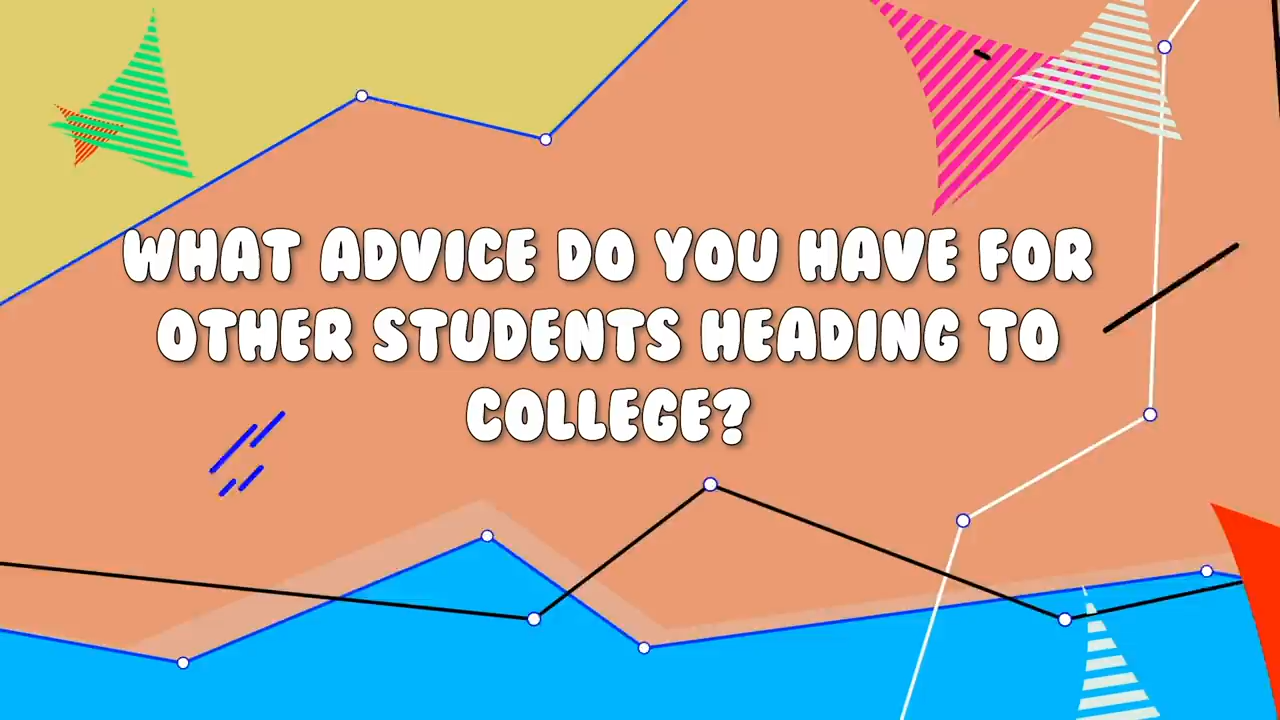 WHAT ADVICE DO YOU HAVE FOR
OTHER STUDENTS HEADING TO
COLLEGE?